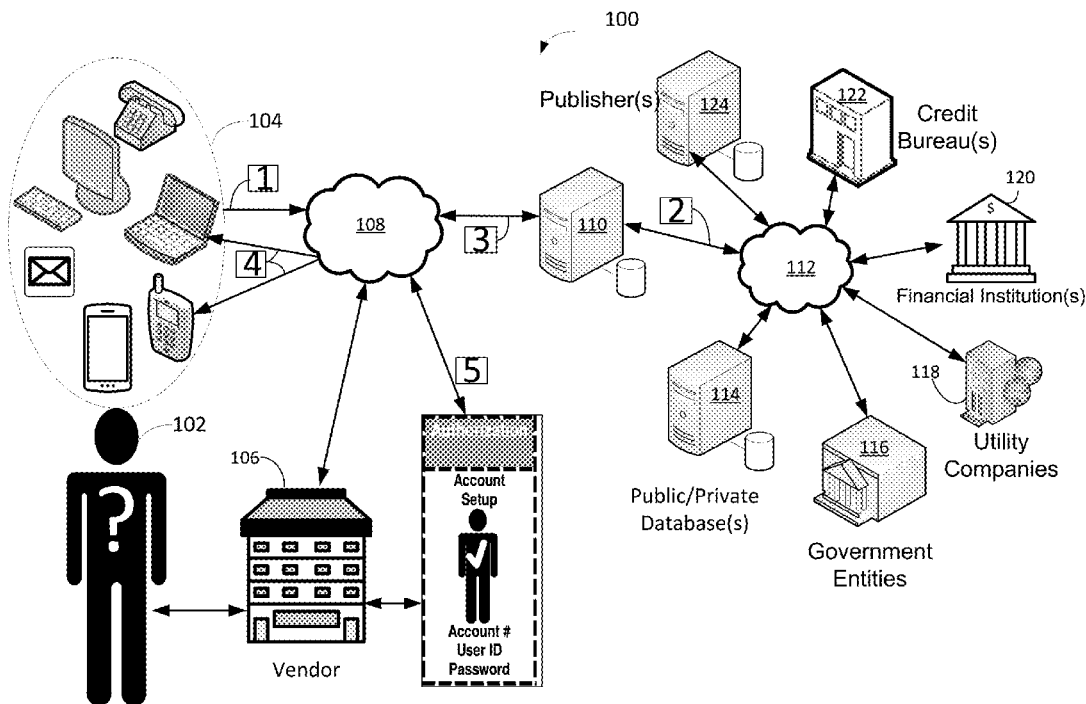 100
Publisher(s)
124
122
Credit
Bureau(s)
104
1
108
3
110
2
112
120
$
Financial Institution(s)
4
5
114
118
116
Utility
Companies
102
?
106
Public/Private
Database(s)
Government
Entities
Account
Setup
Account #
User ID
Password
Vendor